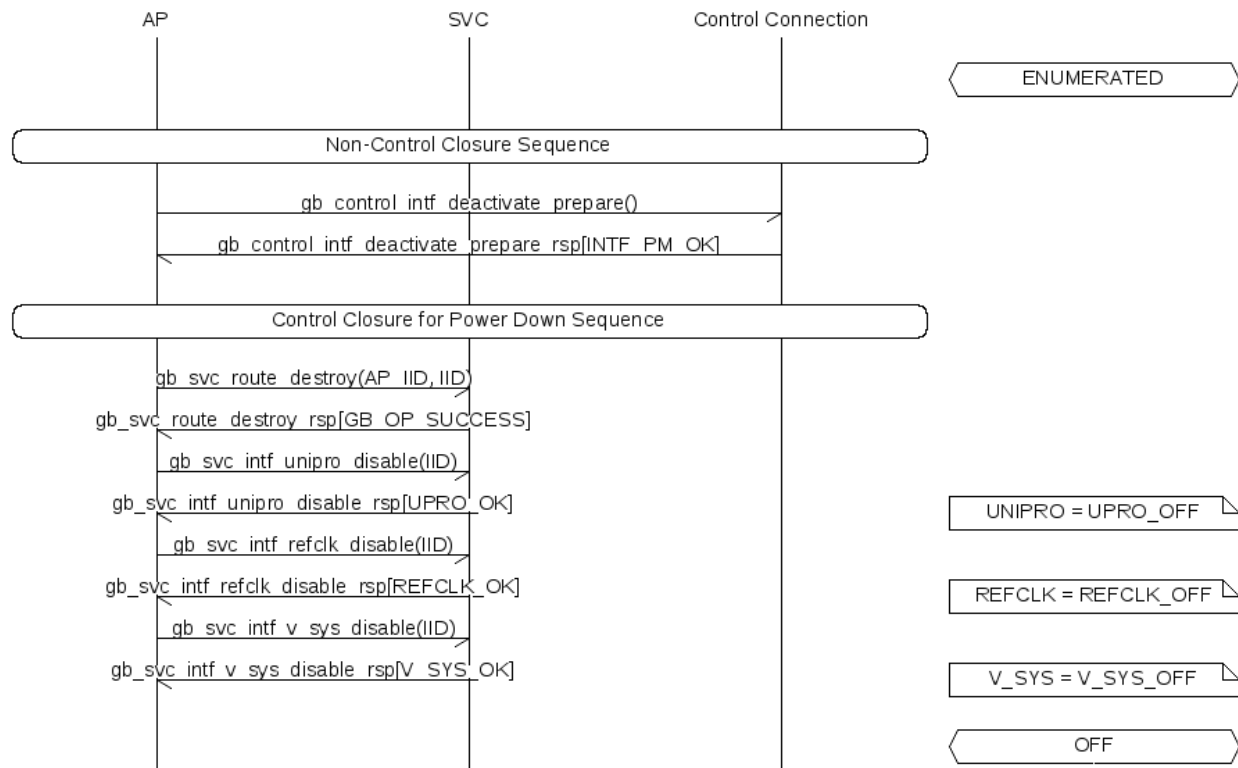 AP SVC Control Connection
ENUMERATED
Non-Control Closure Sequence
gb_control_intf_deactivate_prepare()
gb_control_intf_deactivate_prepare_rsp[INTF_PM_OK]
Control Closure for Power Down Sequence
gb_svc_route_destroy(AP_IID, IID)
gb_svc_route_destroy_rsp[GB_OP_SUCCESS]
gb_svc_intf_unipro_disable(IID)
gb_svc_intf_unipro_disable_rsp[UPRO_OK]
UNIPRO = UPRO_OFF
gb_svc_intf_refclk_disable(IID)
gb_svc_intf_refclk_disable_rsp[REFCLK_OK]
REFCLK = REFCLK_OFF
gb_svc_intf_v_sys_disable(IID)
gb_svc_intf_v_sys_disable_rsp[V_SYS_OK]
V_SYS = V_SYS_OFF
OFF